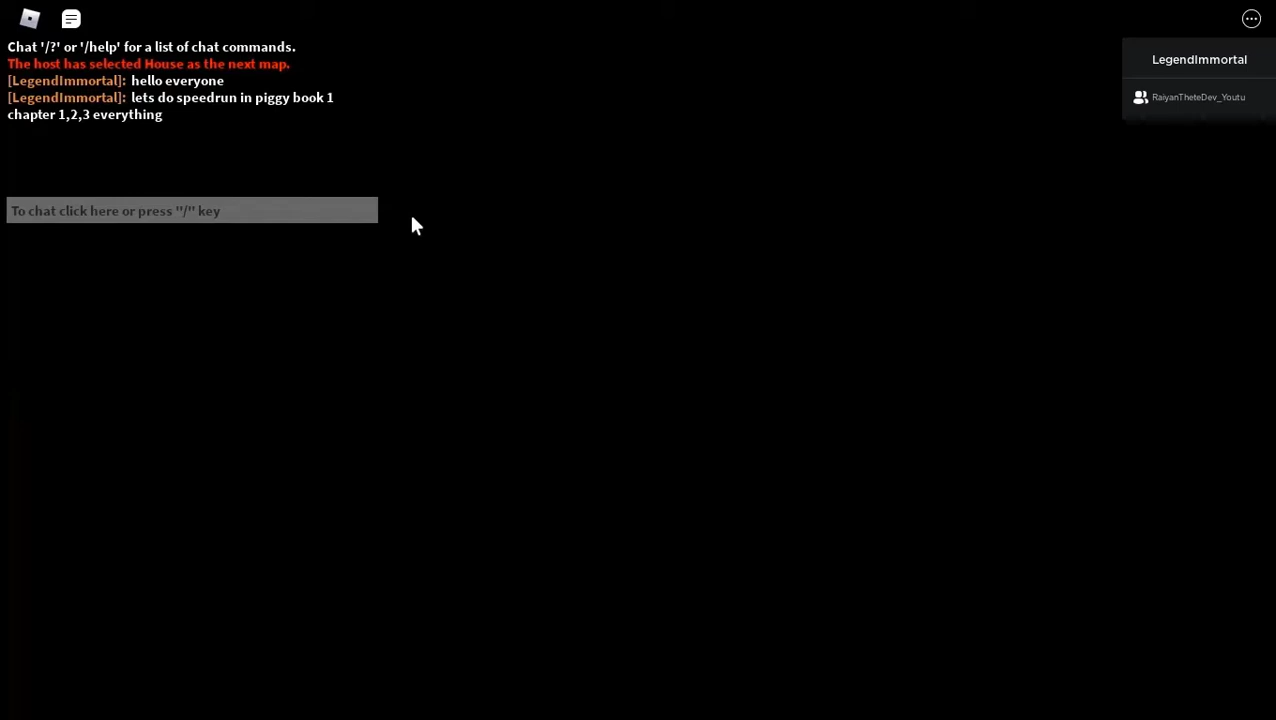 Chat '/?' or '/help' for a list of chat commands.
The host has selected House as the next map.
[LegendImmortal]: hello everyone
[LegendImmortal]: lets do speedrun in piggy book 1
chapter 1,2,3 everything
To chat click here or press "/" key
LegendImmortal
RaiyanTheteDev_Youtu